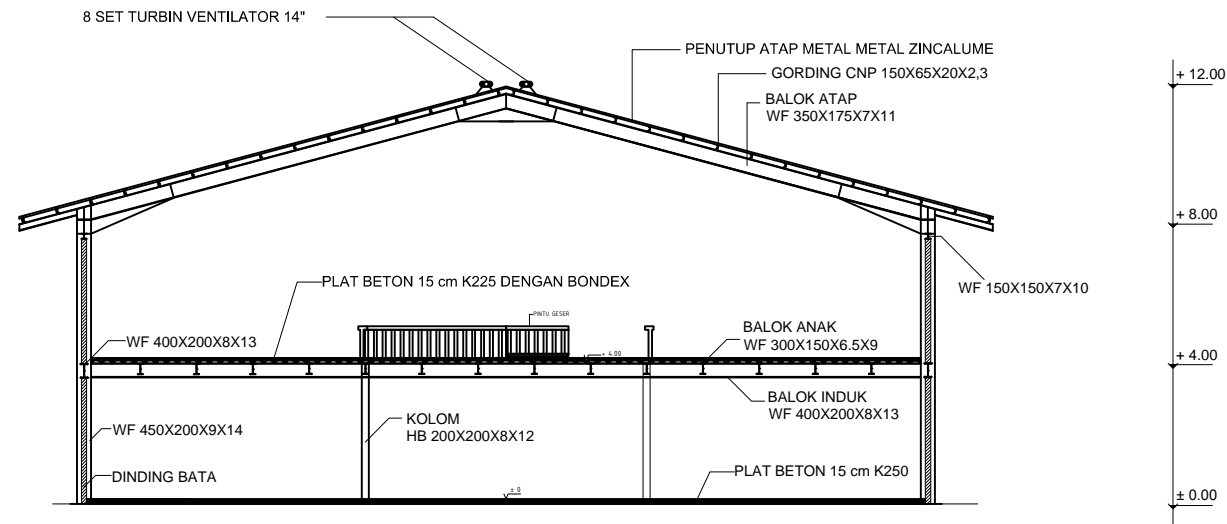 8 SET TURBIN VENTILATOR 14"
PENUTUP ATAP METAL METAL ZINCALUME
GORDING CNP 150X65X20X2,3
BALOK ATAP
WF 350X175X7X11
+ 12.00
+ 8.00
WF 150X150X7X10
PLAT BETON 15 cm K225 DENGAN BONDEX
PINTU GESER
WF 400X200X8X13
BALOK ANAK
WF 300X150X6.5X9
+ 4.00
+ 4.00
BALOK INDUK
WF 400X200X8X13
KOLOM
HB 200X200X8X12
WF 450X200X9X14
DINDING BATA
PLAT BETON 15 cm K250
± 0
± 0.00